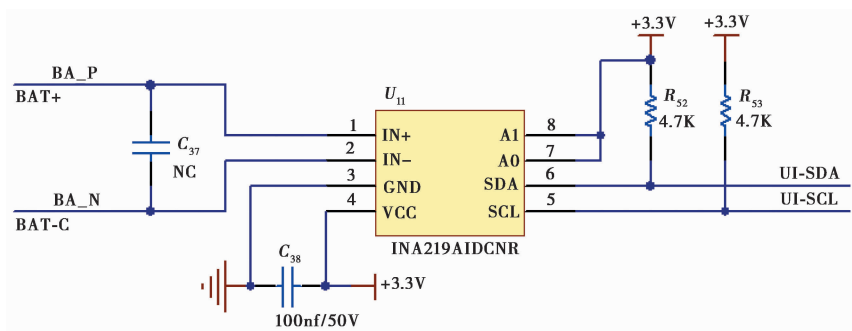 +3.3V +3.3V
BA_P
BAT+
U11
R52 R53
4.7K 4.7K
1 IN+ A1 8
C37
2 IN- A0 7
NC
3 GND SDA 6 UI-SDA
BA_N
4 VCC SCL 5 UI-SCL
BAT-C
INA219AIDCNR
C38
+3.3V
100nf/50V